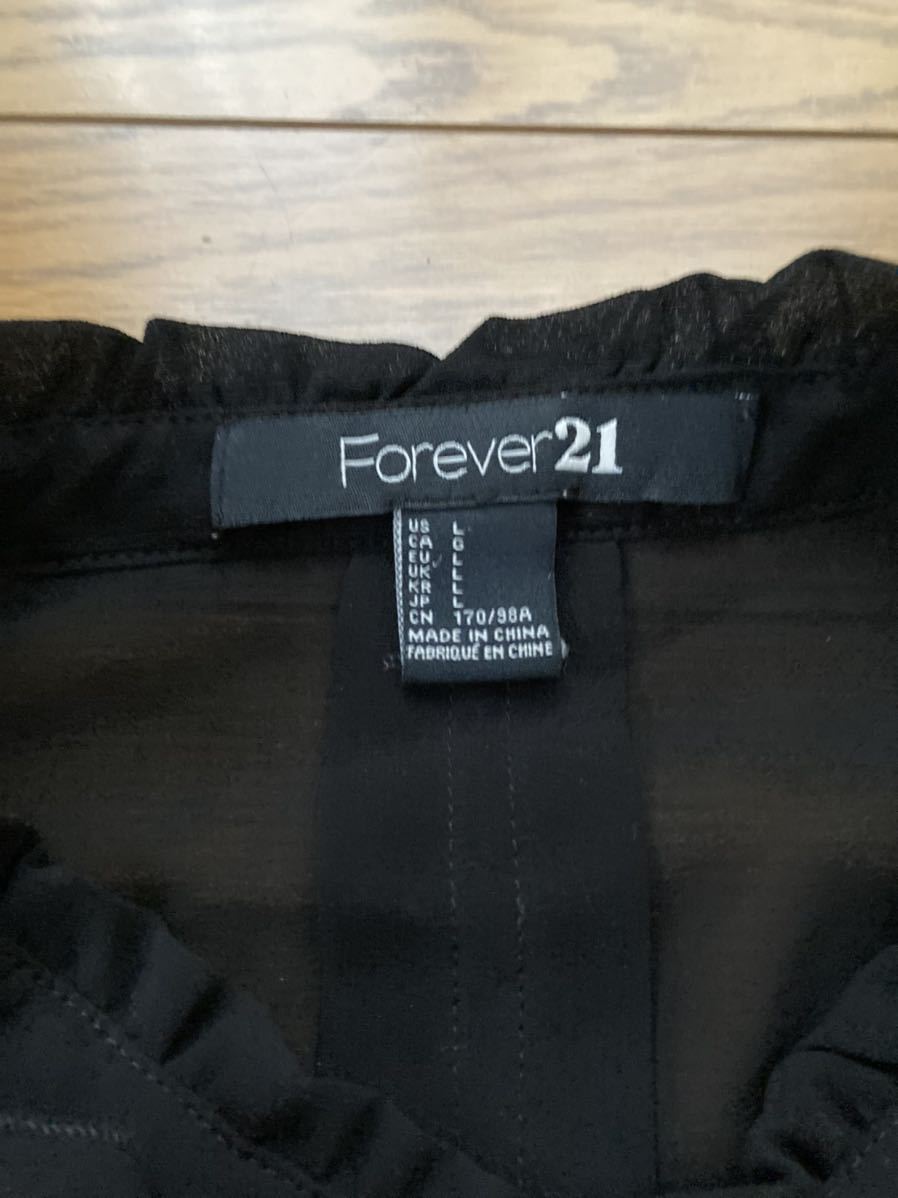 Forever21
US L
CA G
EU L
UK L
KR L
JP L
CN 170/98A
MADE IN CHINA
FABRIQUÉ EN CHINE